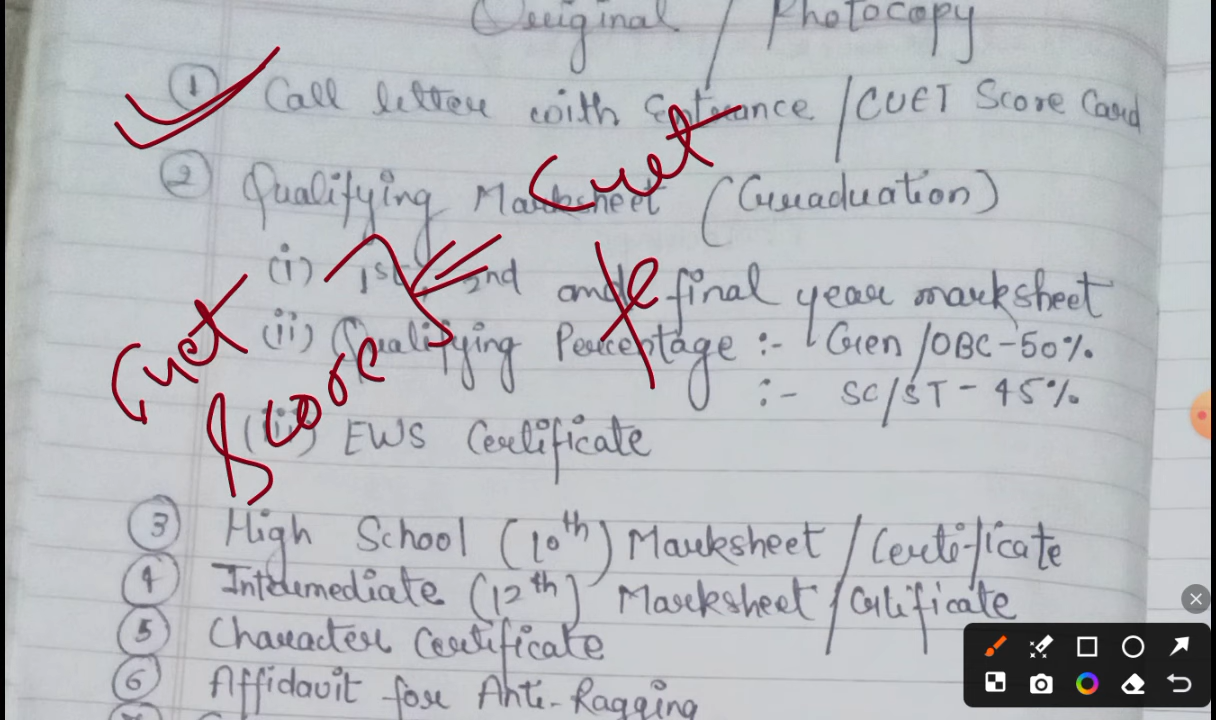 Original / Photocopy
① Call letter with Entrance / CUET Score Card
Cuet
② Qualifying Marksheet (Graduation)
(i) 1st, 2nd and final year marksheet
Cuet
(ii) Qualifying Percentage :- Gen / OBC - 50%
:- SC/ST - 45%
Score
(iii) EWS Certificate
③ High School (10th) Marksheet / Certificate
④ Intermediate (12th) Marksheet / Certificate
⑤ Character Certificate
⑥ Affidavit for Anti-Ragging